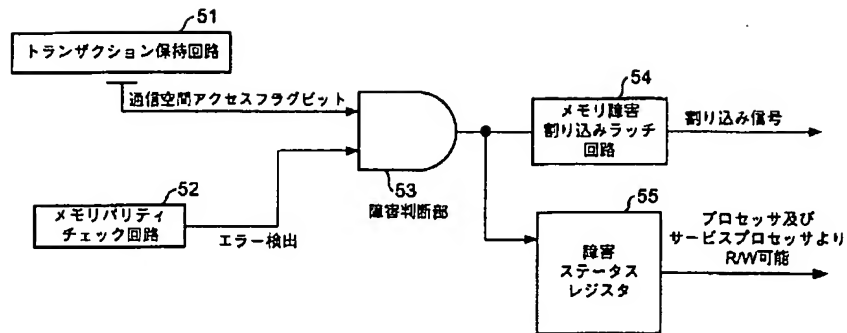 51
トランザクション保持回路
通信空間アクセスフラグビット
52
メモリパリティ
チェック回路
エラー検出
53
障害判断部
54
メモリ障害
割り込みラッチ
回路
割り込み信号
55
障害
ステータス
レジスタ
プロセッサ及び
サービスプロセッサより
R/W可能